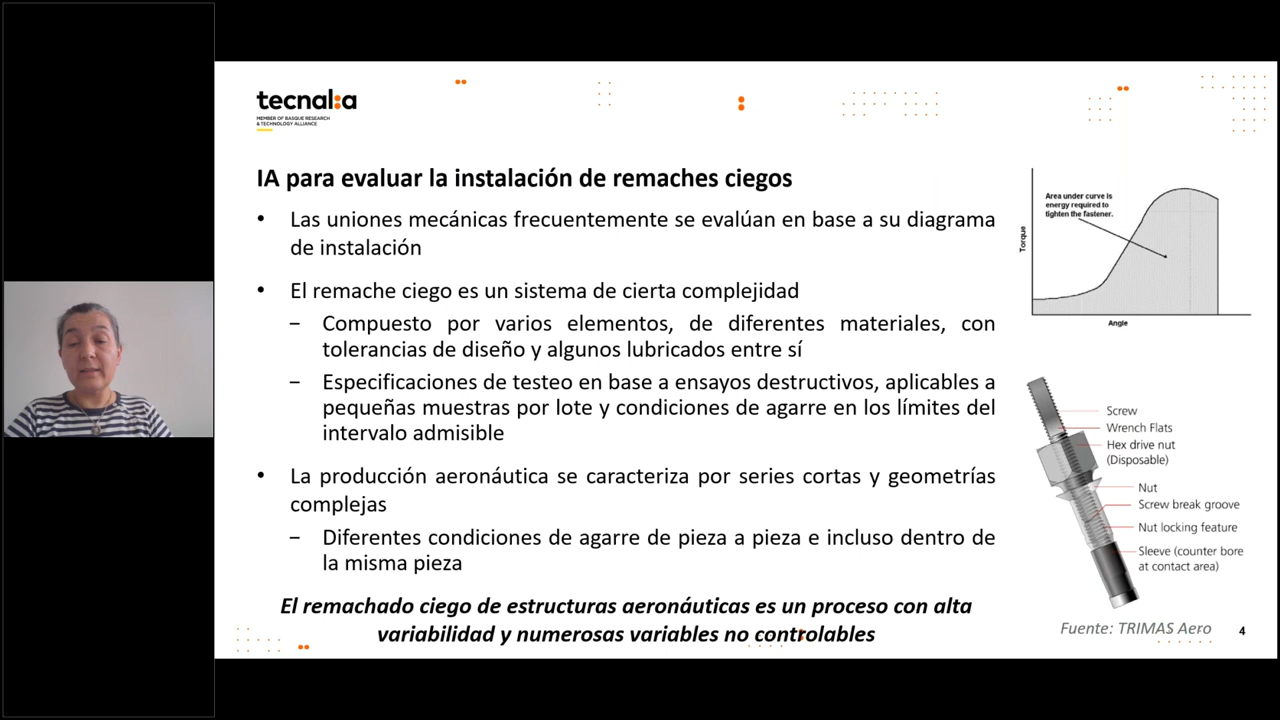 tecnal:a
MEMBER OF BASQUE RESEARCH
& TECHNOLOGY ALLIANCE
IA para evaluar la instalación de remaches ciegos
• Las uniones mecánicas frecuentemente se evalúan en base a su diagrama
de instalación
• El remache ciego es un sistema de cierta complejidad
− Compuesto por varios elementos, de diferentes materiales, con
tolerancias de diseño y algunos lubricados entre sí
− Especificaciones de testeo en base a ensayos destructivos, aplicables a
pequeñas muestras por lote y condiciones de agarre en los límites del
intervalo admisible
• La producción aeronáutica se caracteriza por series cortas y geometrías
complejas
− Diferentes condiciones de agarre de pieza a pieza e incluso dentro de
la misma pieza
El remachado ciego de estructuras aeronáuticas es un proceso con alta
variabilidad y numerosas variables no controlables
Area under curve is
energy required to
tighten the fastener.
Torque
Angle
Screw
Wrench Flats
Hex drive nut
(Disposable)
Nut
Screw break groove
Nut locking feature
Sleeve (counter bore
at contact area)
Fuente: TRIMAS Aero
4